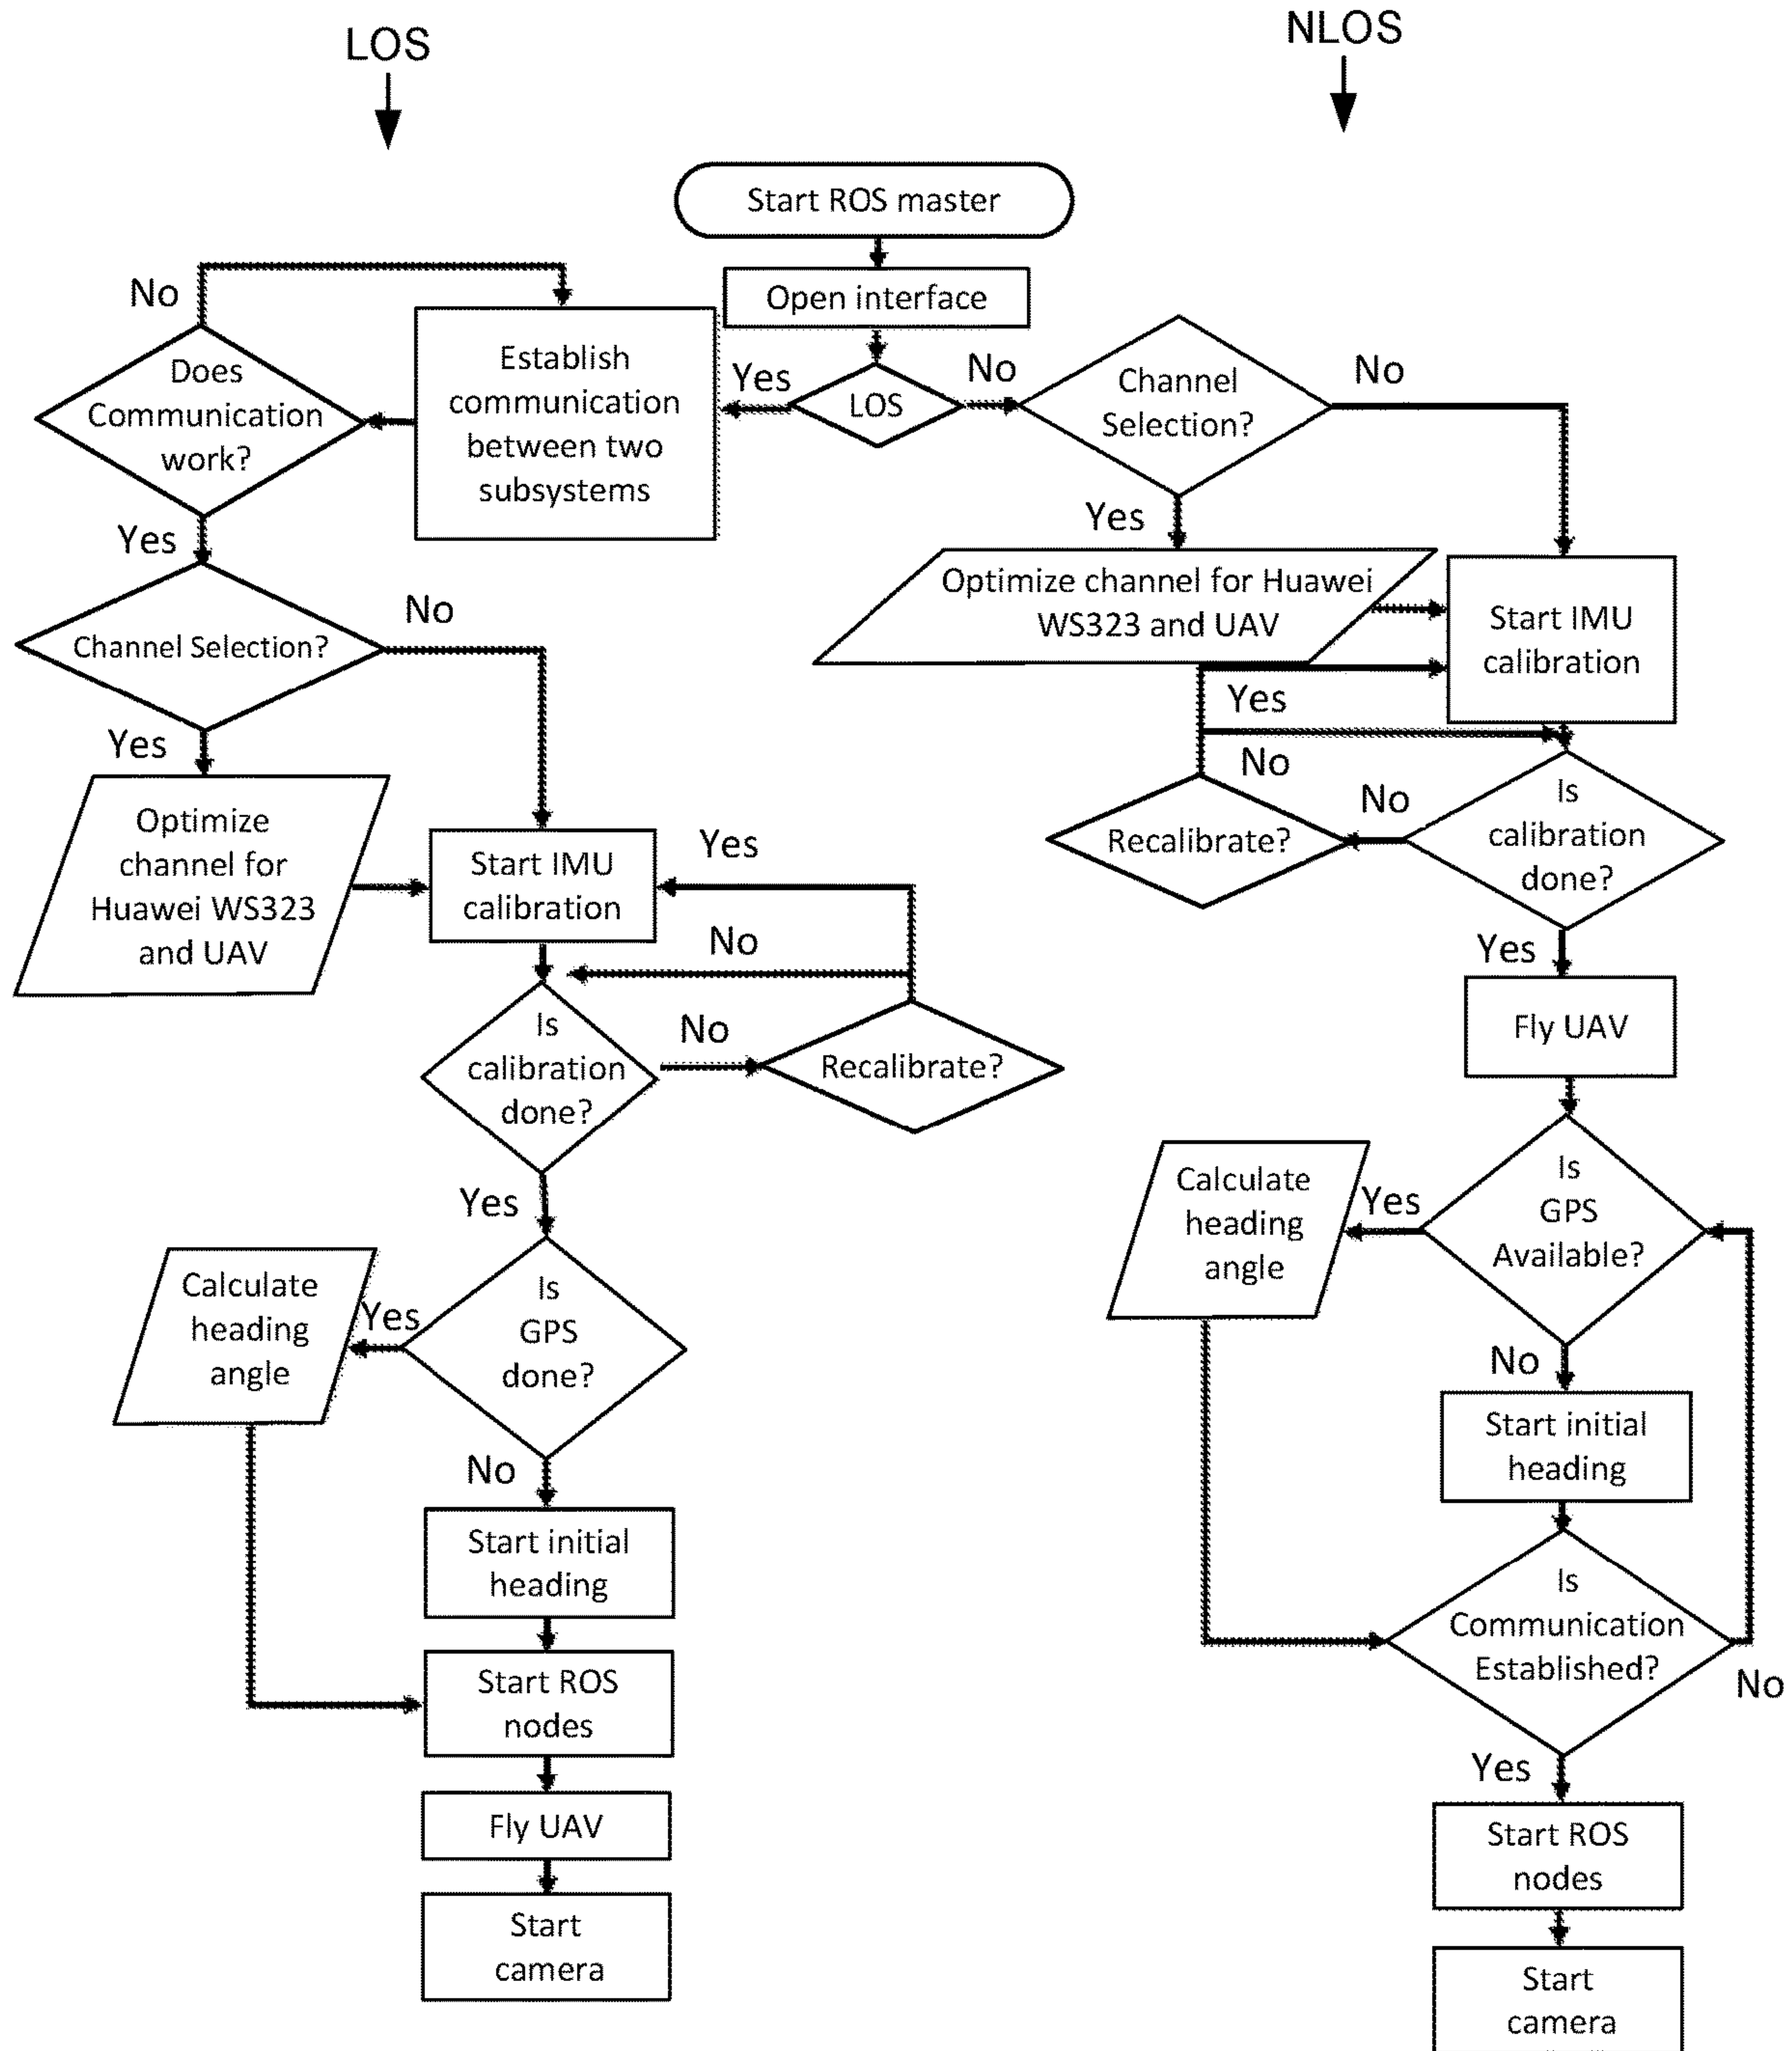 LOS
NLOS
Start ROS master
Open interface
LOS
Yes
No
Establish
communication
between two
subsystems
No
Does
Communication
work?
Yes
Channel Selection?
No
Yes
Optimize
channel for
Huawei WS323
and UAV
Start IMU
calibration
Yes
No
Is
calibration
done?
No
Recalibrate?
Yes
Is
GPS
done?
Yes
Calculate
heading
angle
No
Start initial
heading
Start ROS
nodes
Fly UAV
Start
camera
Channel
Selection?
No
Yes
Optimize channel for Huawei
WS323 and UAV
Start IMU
calibration
Yes
No
Recalibrate?
No
Is
calibration
done?
Yes
Fly UAV
Is
GPS
Available?
Yes
Calculate
heading
angle
No
Start initial
heading
Is
Communication
Established?
No
Yes
Start ROS
nodes
Start
camera